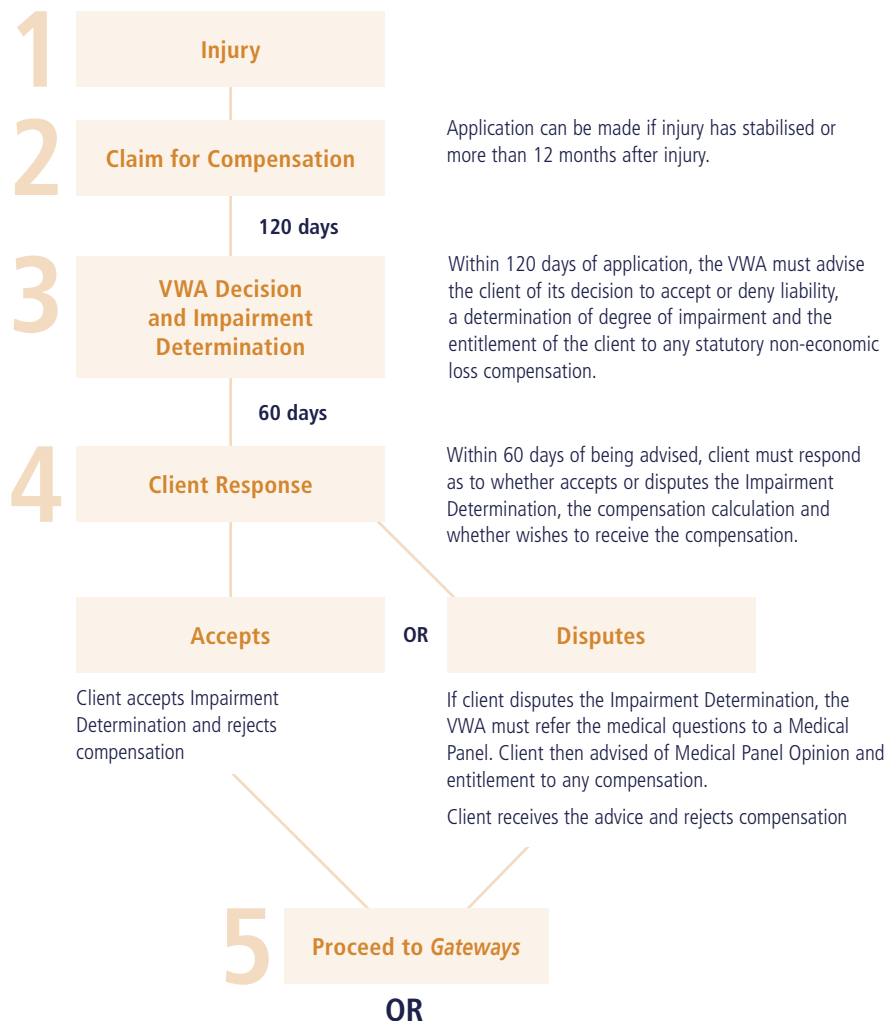 1
Injury
2
Claim for Compensation
Application can be made if injury has stabilised or
more than 12 months after injury.
120 days
3
VWA Decision
and Impairment
Determination
Within 120 days of application, the VWA must advise
the client of its decision to accept or deny liability,
a determination of degree of impairment and the
entitlement of the client to any statutory non-economic
loss compensation.
60 days
4
Client Response
Within 60 days of being advised, client must respond
as to whether accepts or disputes the Impairment
Determination, the compensation calculation and
whether wishes to receive the compensation.
Accepts
OR
Disputes
Client accepts Impairment
Determination and rejects
compensation
If client disputes the Impairment Determination, the
VWA must refer the medical questions to a Medical
Panel. Client then advised of Medical Panel Opinion and
entitlement to any compensation.
Client receives the advice and rejects compensation
5
Proceed to Gateways
OR